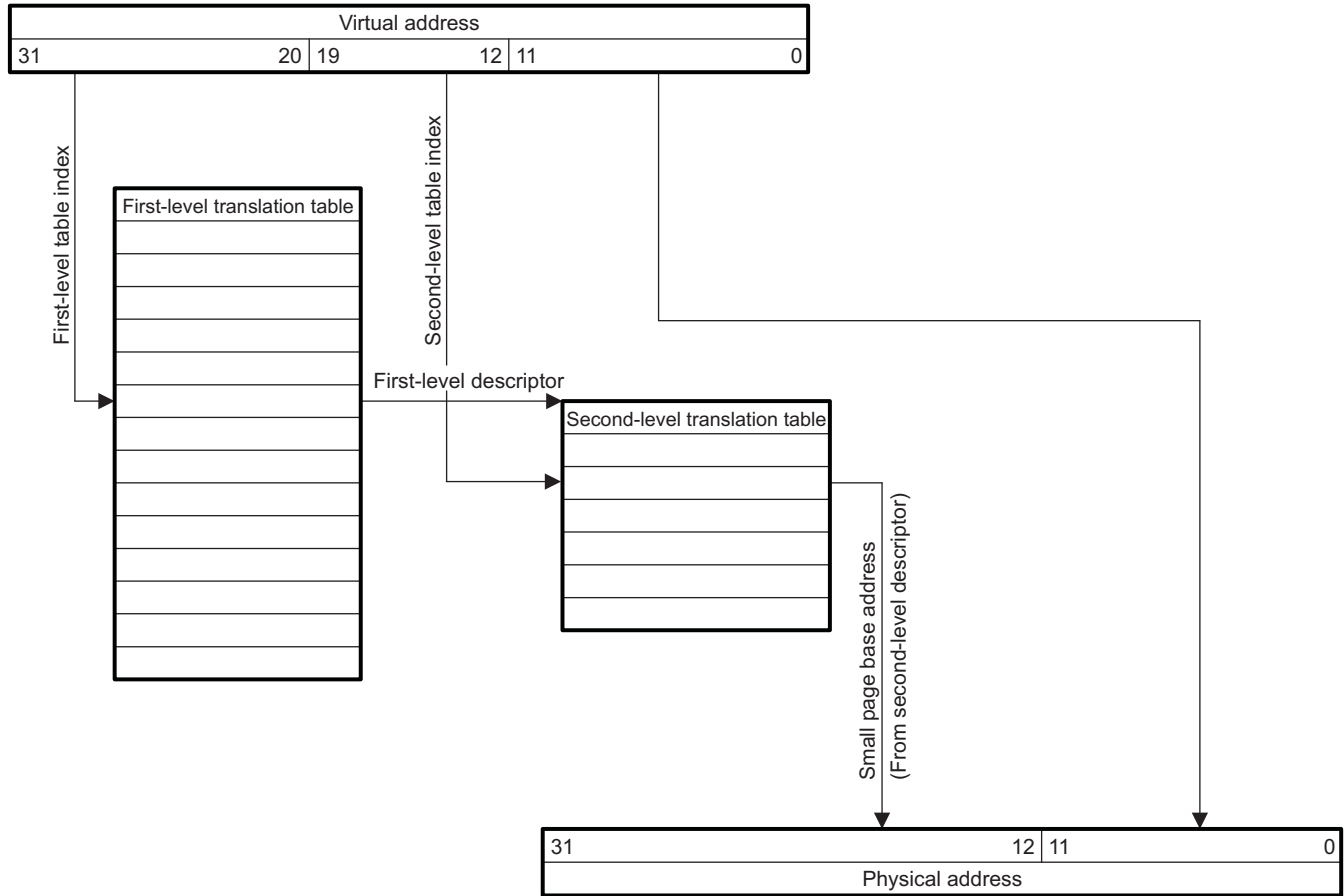 Virtual address
31 20 19 12 11 0
First-level table index
Second-level table index
First-level translation table
First-level descriptor
Second-level translation table
Small page base address
(From second-level descriptor)
31 12 11 0
Physical address